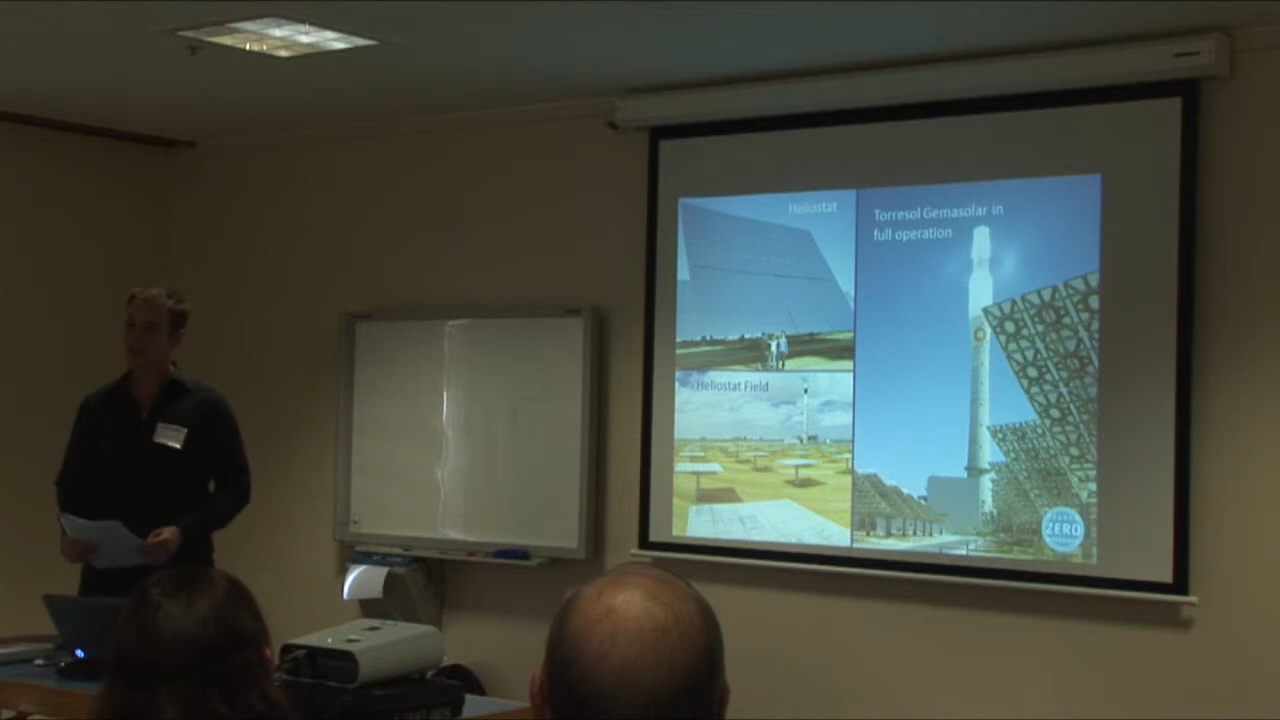 Heliostat
Torresol Gemasolar in
full operation
Heliostat Field
ZERO